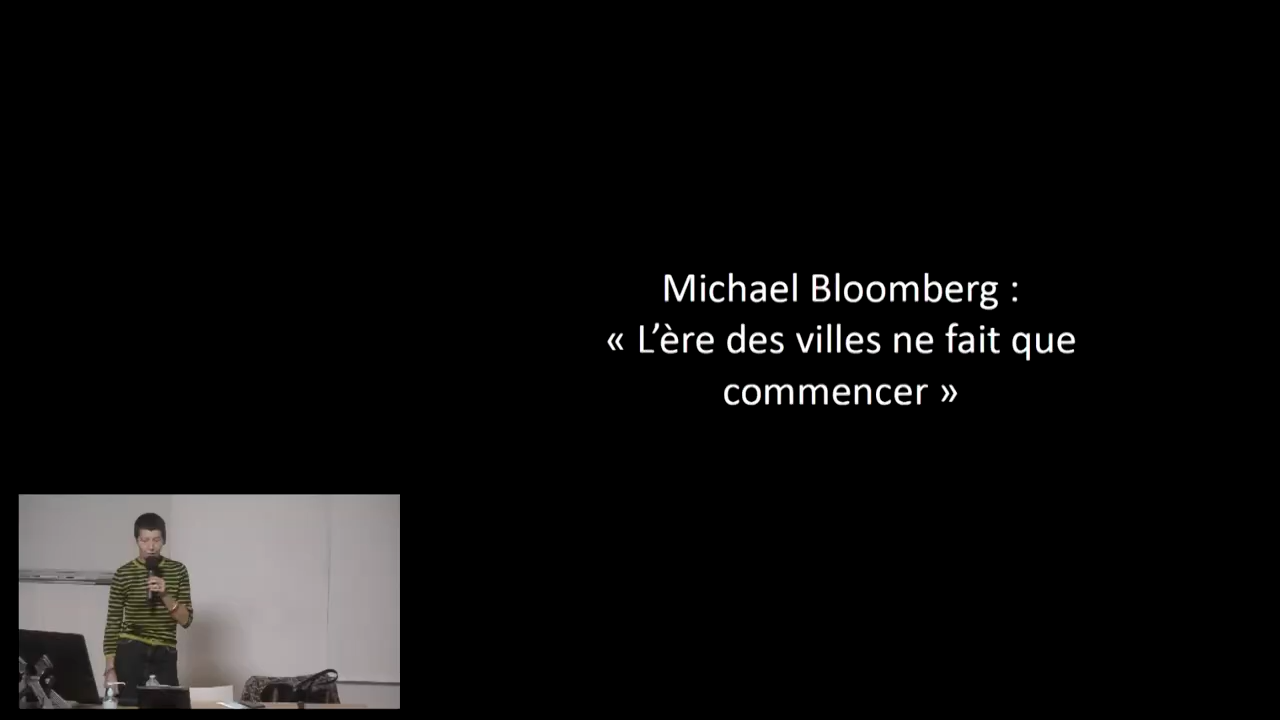 Michael Bloomberg :
« L’ère des villes ne fait que
commencer »